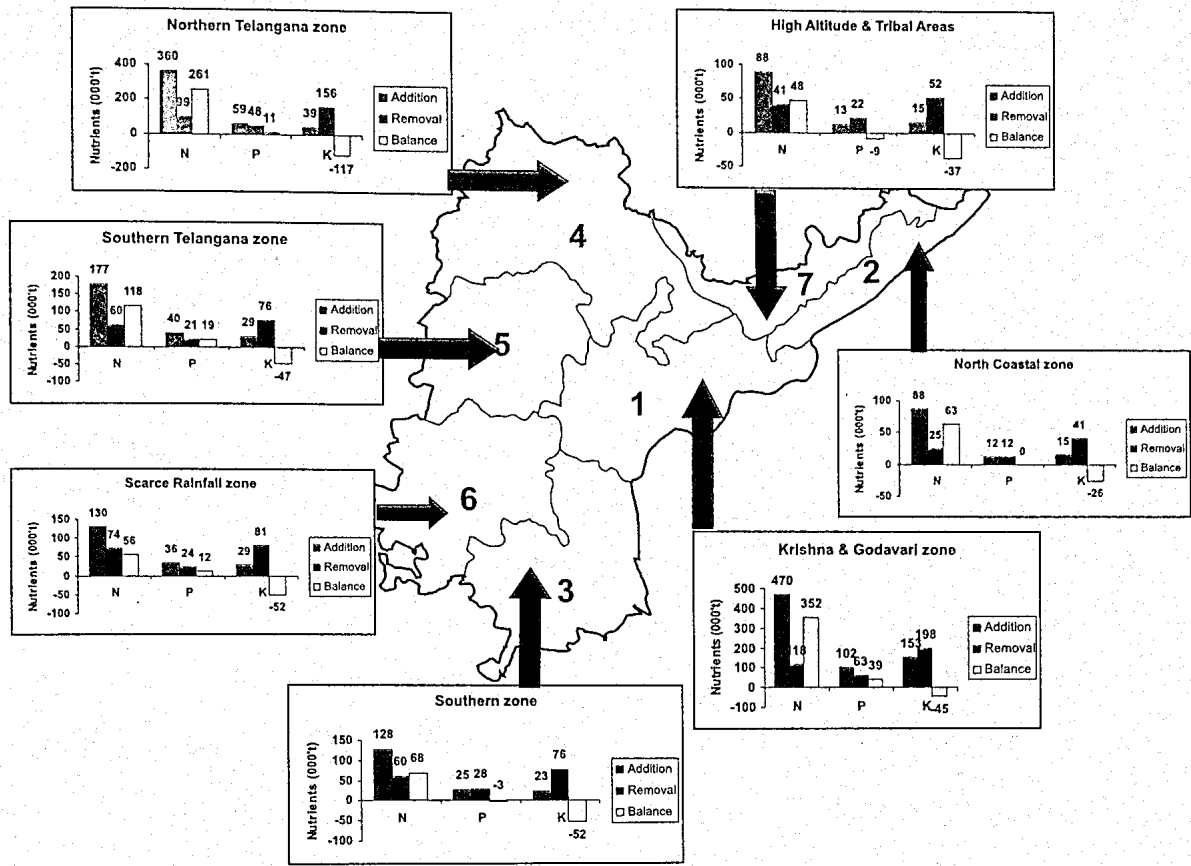 Northern Telangana zone
Nutrients (000't)
400
200
0
-200
360
99
261
59
48
11
39
156
-117
N
P
K
Addition
Removal
Balance
High Altitude & Tribal Areas
Nutrients (000't)
100
50
0
-50
88
41
48
13
22
-9
15
52
-37
N
P
K
Addition
Removal
Balance
Southern Telangana zone
Nutrients (000't)
200
150
100
50
0
-50
-100
177
60
118
40
21
19
29
76
-47
N
P
K
Addition
Removal
Balance
4
7
2
5
1
6
3
North Coastal zone
Nutrients (000't)
100
50
0
-50
88
25
63
12
12
0
15
41
-26
N
P
K
Addition
Removal
Balance
Scarce Rainfall zone
Nutrients (000't)
150
100
50
0
-50
-100
130
74
56
36
24
12
29
81
-52
N
P
K
Addition
Removal
Balance
Krishna & Godavari zone
Nutrients (000't)
500
400
300
200
100
0
-100
470
18
352
102
63
39
153
198
-45
N
P
K
Addition
Removal
Balance
Southern zone
Nutrients (000't)
150
100
50
0
-50
-100
128
60
68
25
28
-3
23
76
-52
N
P
K
Addition
Removal
Balance